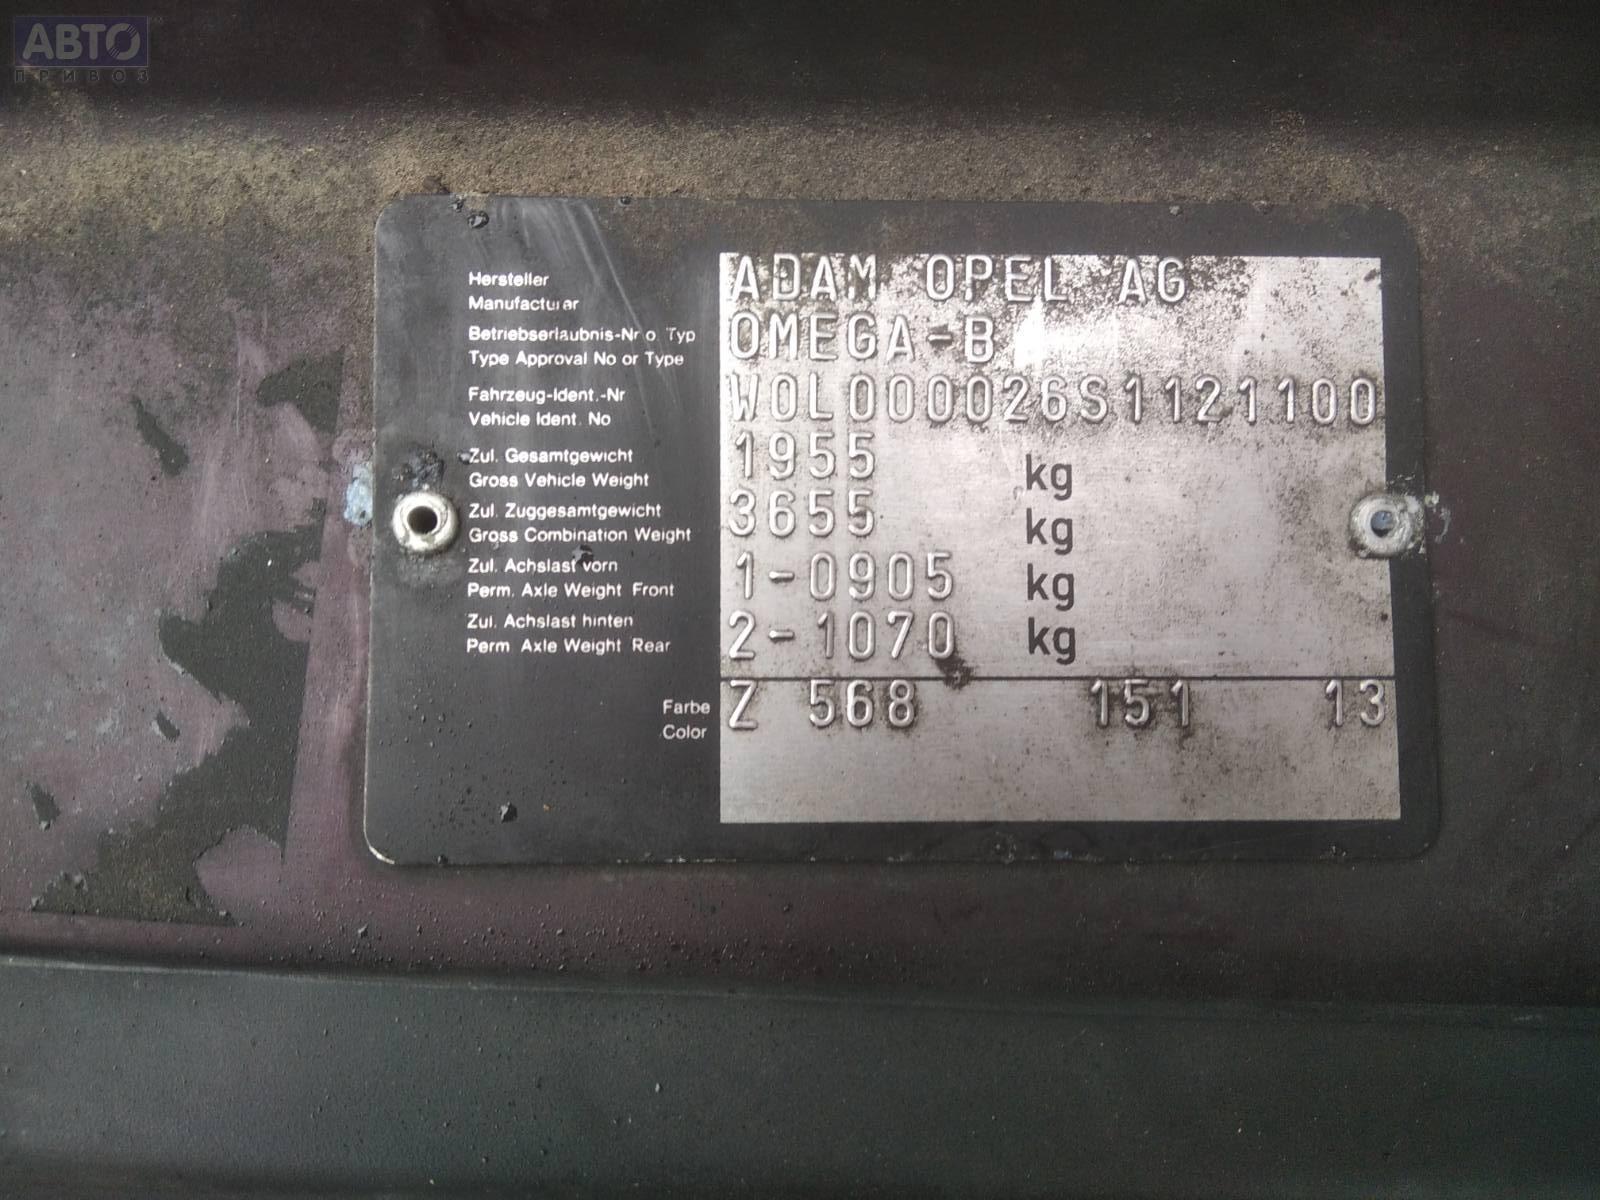 АВТО
ПРИВОЗ
Hersteller
Manufacturar
ADAM OPEL AG
Betriebserlaubnis-Nr o. Typ
Type Approval No or Type
OMEGA-B
Fahrzeug-Ident.-Nr
Vehicle Ident. No
W0L000026S1121100
Zul. Gesamtgewicht
Gross Vehicle Weight
1955 kg
Zul. Zuggesamtgewicht
Gross Combination Weight
3655 kg
Zul. Achslast vorn
Perm. Axle Weight Front
1-0905 kg
Zul. Achslast hinten
Perm Axle Weight Rear
2-1070 kg
Farbe
Color
Z 568 151 13